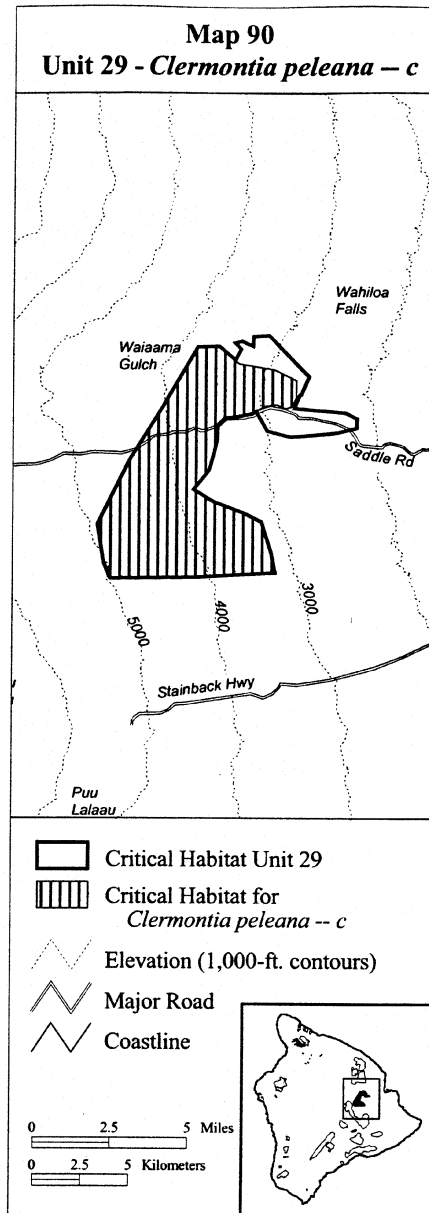 Map 90
Unit 29 - Clermontia peleana – c
Wahiloa
Falls
Waiaama
Gulch
Saddle Rd
5000
4000
3000
Stainback Hwy
Puu
Lalaau
Critical Habitat Unit 29
Critical Habitat for
Clermontia peleana -- c
Elevation (1,000-ft. contours)
Major Road
Coastline
0 2.5 5 Miles
0 2.5 5 Kilometers